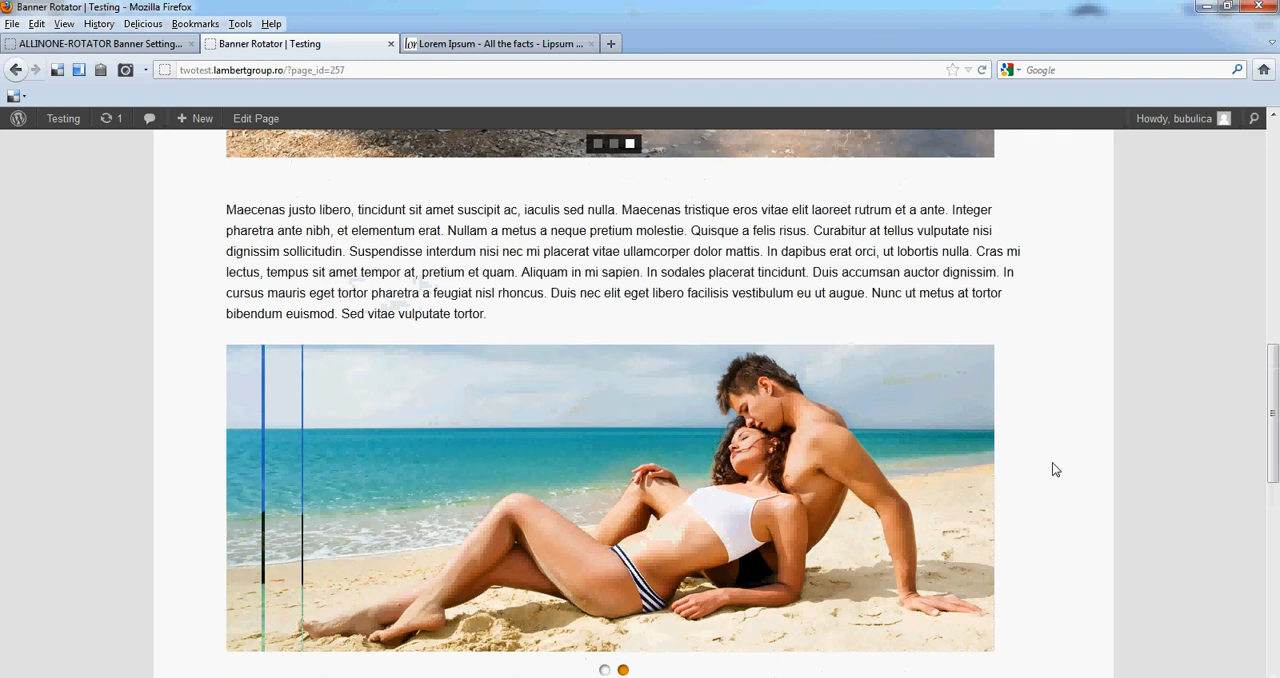 Banner Rotator | Testing - Mozilla Firefox
File Edit View History Delicious Bookmarks Tools Help
ALLINONE-ROTATOR Banner Setting... × Banner Rotator | Testing × Lor Lorem Ipsum - All the facts - Lipsum ... × +
twotest.lambertgroup.ro/?page_id=257 Google
Testing 1 + New Edit Page Howdy, bubulica
Maecenas justo libero, tincidunt sit amet suscipit ac, iaculis sed nulla. Maecenas tristique eros vitae elit laoreet rutrum et a ante. Integer
pharetra ante nibh, et elementum erat. Nullam a metus a neque pretium molestie. Quisque a felis risus. Curabitur at tellus vulputate nisi
dignissim sollicitudin. Suspendisse interdum nisi nec mi placerat vitae ullamcorper dolor mattis. In dapibus erat orci, ut lobortis nulla. Cras mi
lectus, tempus sit amet tempor at, pretium et quam. Aliquam in mi sapien. In sodales placerat tincidunt. Duis accumsan auctor dignissim. In
cursus mauris eget tortor pharetra a feugiat nisl rhoncus. Duis nec elit eget libero facilisis vestibulum eu ut augue. Nunc ut metus at tortor
bibendum euismod. Sed vitae vulputate tortor.